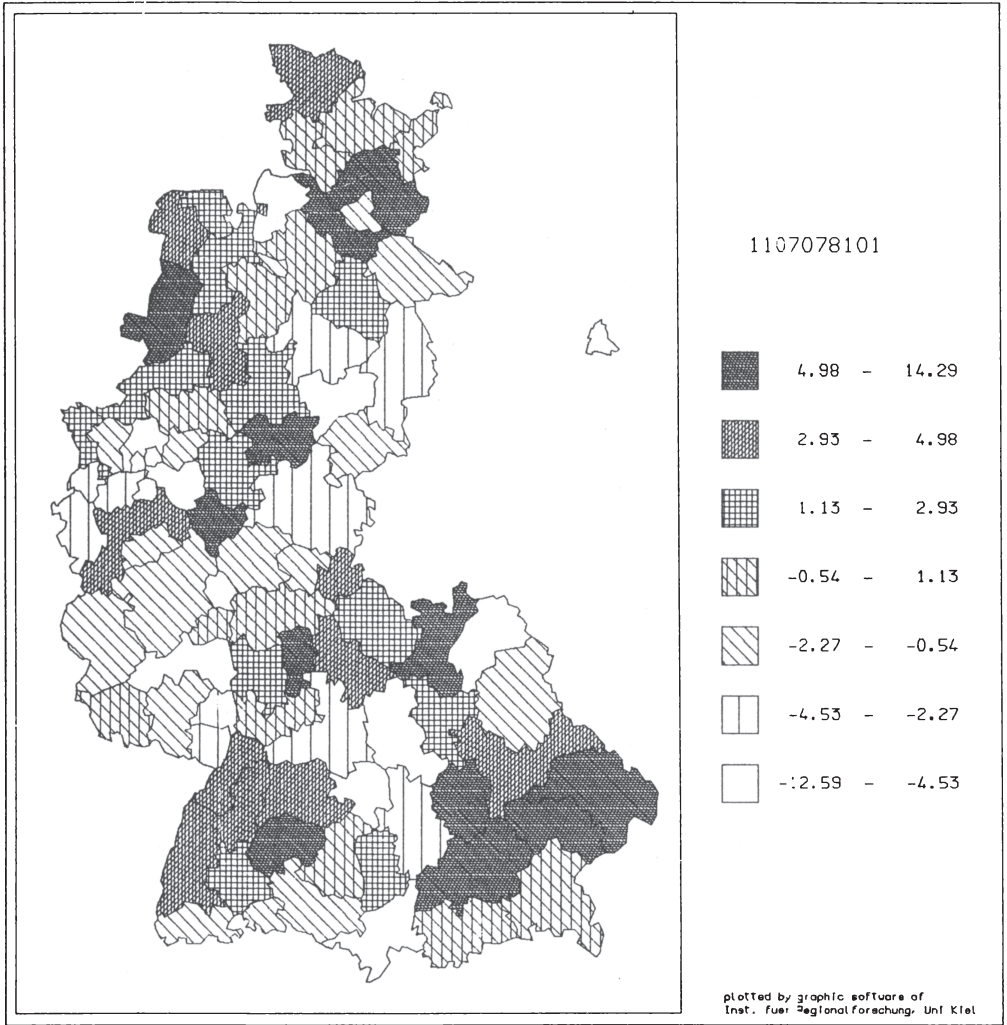 1107078101
4.98 - 14.29
2.93 - 4.98
1.13 - 2.93
-0.54 - 1.13
-2.27 - -0.54
-4.53 - -2.27
-12.59 - -4.53
plotted by graphic software of
Inst. fuer Regionalforschung, Uni Kiel